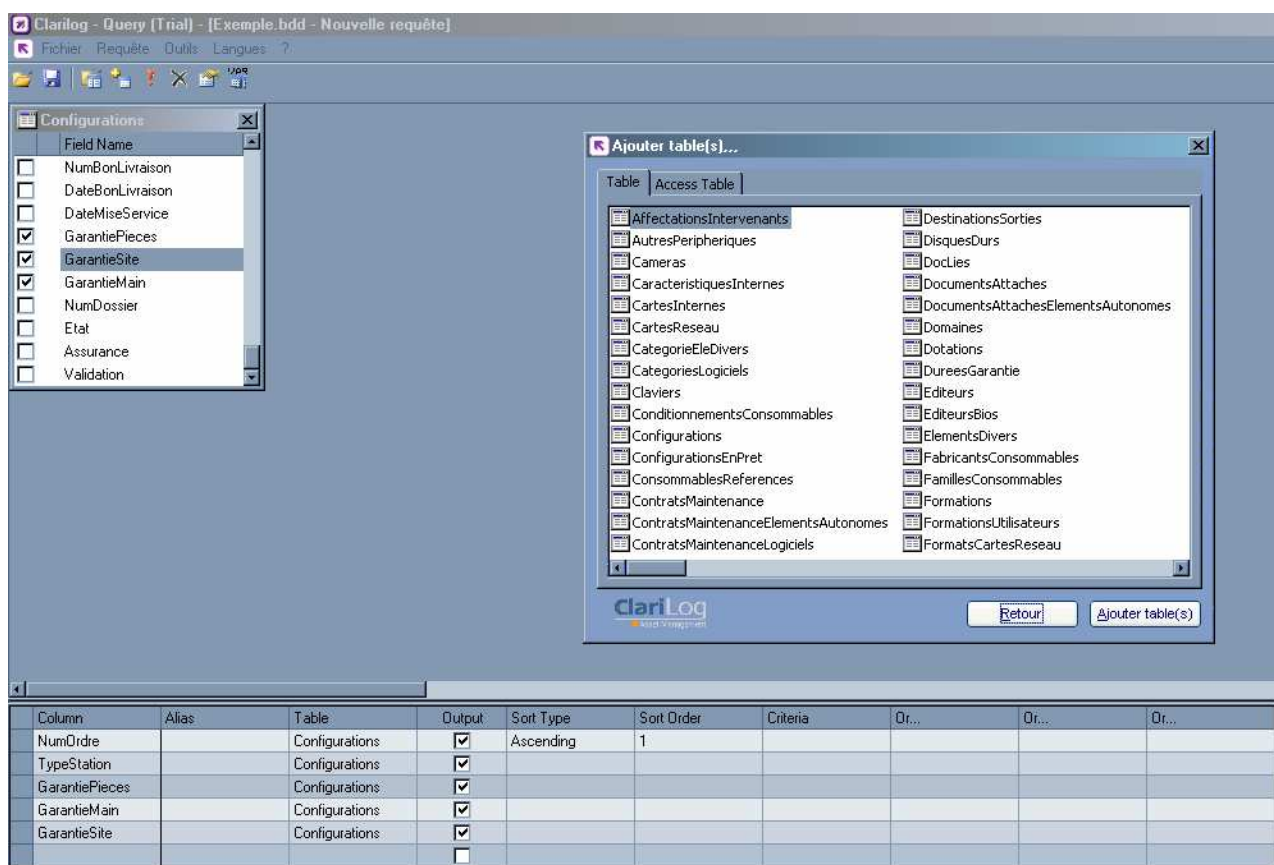 Clarilog - Query (Trial) - [Exemple.bdd - Nouvelle requête]
Fichier Requête Outils Langues ?
VAR
Configurations
Field Name
NumBonLivraison
DateBonLivraison
DateMiseService
GarantiePieces
GarantieSite
GarantieMain
NumDossier
Etat
Assurance
Validation
Ajouter table(s)...
Table Access Table
AffectationsIntervenants
AutresPeripheriques
Cameras
CaracteristiquesInternes
CartesInternes
CartesReseau
CategorieEleDivers
CategoriesLogiciels
Claviers
ConditionnementsConsommables
Configurations
ConfigurationsEnPret
ConsommablesReferences
ContratsMaintenance
ContratsMaintenanceElementsAutonomes
ContratsMaintenanceLogiciels
DestinationsSorties
DisquesDurs
DocLies
DocumentsAttaches
DocumentsAttachesElementsAutonomes
Domaines
Dotations
DureesGarantie
Editeurs
EditeursBios
ElementsDivers
FabricantsConsommables
FamillesConsommables
Formations
FormationsUtilisateurs
FormatsCartesReseau
ClariLog
Asset Management
Retour Ajouter table(s)
Column Alias Table Output Sort Type Sort Order Criteria Or... Or... Or...
NumOrdre Configurations Ascending 1
TypeStation Configurations
GarantiePieces Configurations
GarantieMain Configurations
GarantieSite Configurations